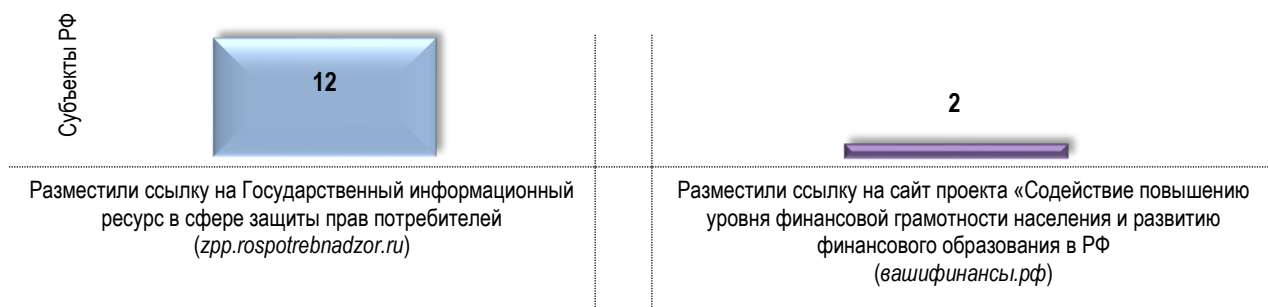 Субъекты РФ
12
Разместили ссылку на Государственный информационный
ресурс в сфере защиты прав потребителей
(zpp.rospotrebnadzor.ru)
2
Разместили ссылку на сайт проекта «Содействие повышению
уровня финансовой грамотности населения и развитию
финансового образования в РФ
(вашифинансы.рф)